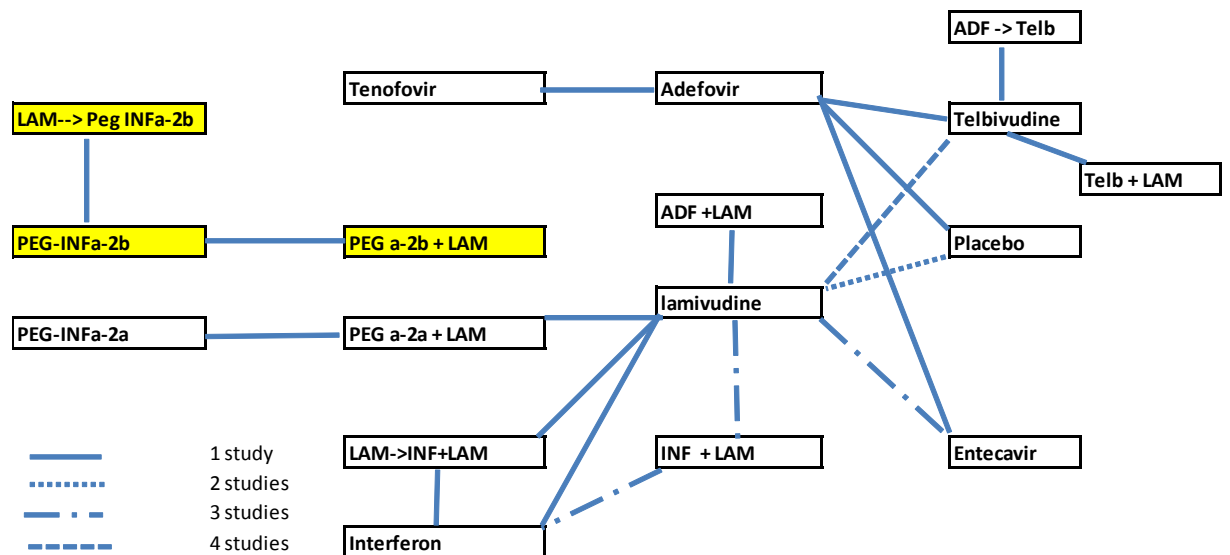 ADF -> Telb
Tenofovir
Adefovir
LAM--> Peg INFa-2b
Telbivudine
Telb + LAM
ADF +LAM
PEG-INFa-2b
PEG a-2b + LAM
Placebo
lamivudine
PEG-INFa-2a
PEG a-2a + LAM
LAM->INF+LAM
INF + LAM
Entecavir
1 study
2 studies
3 studies
4 studies
Interferon